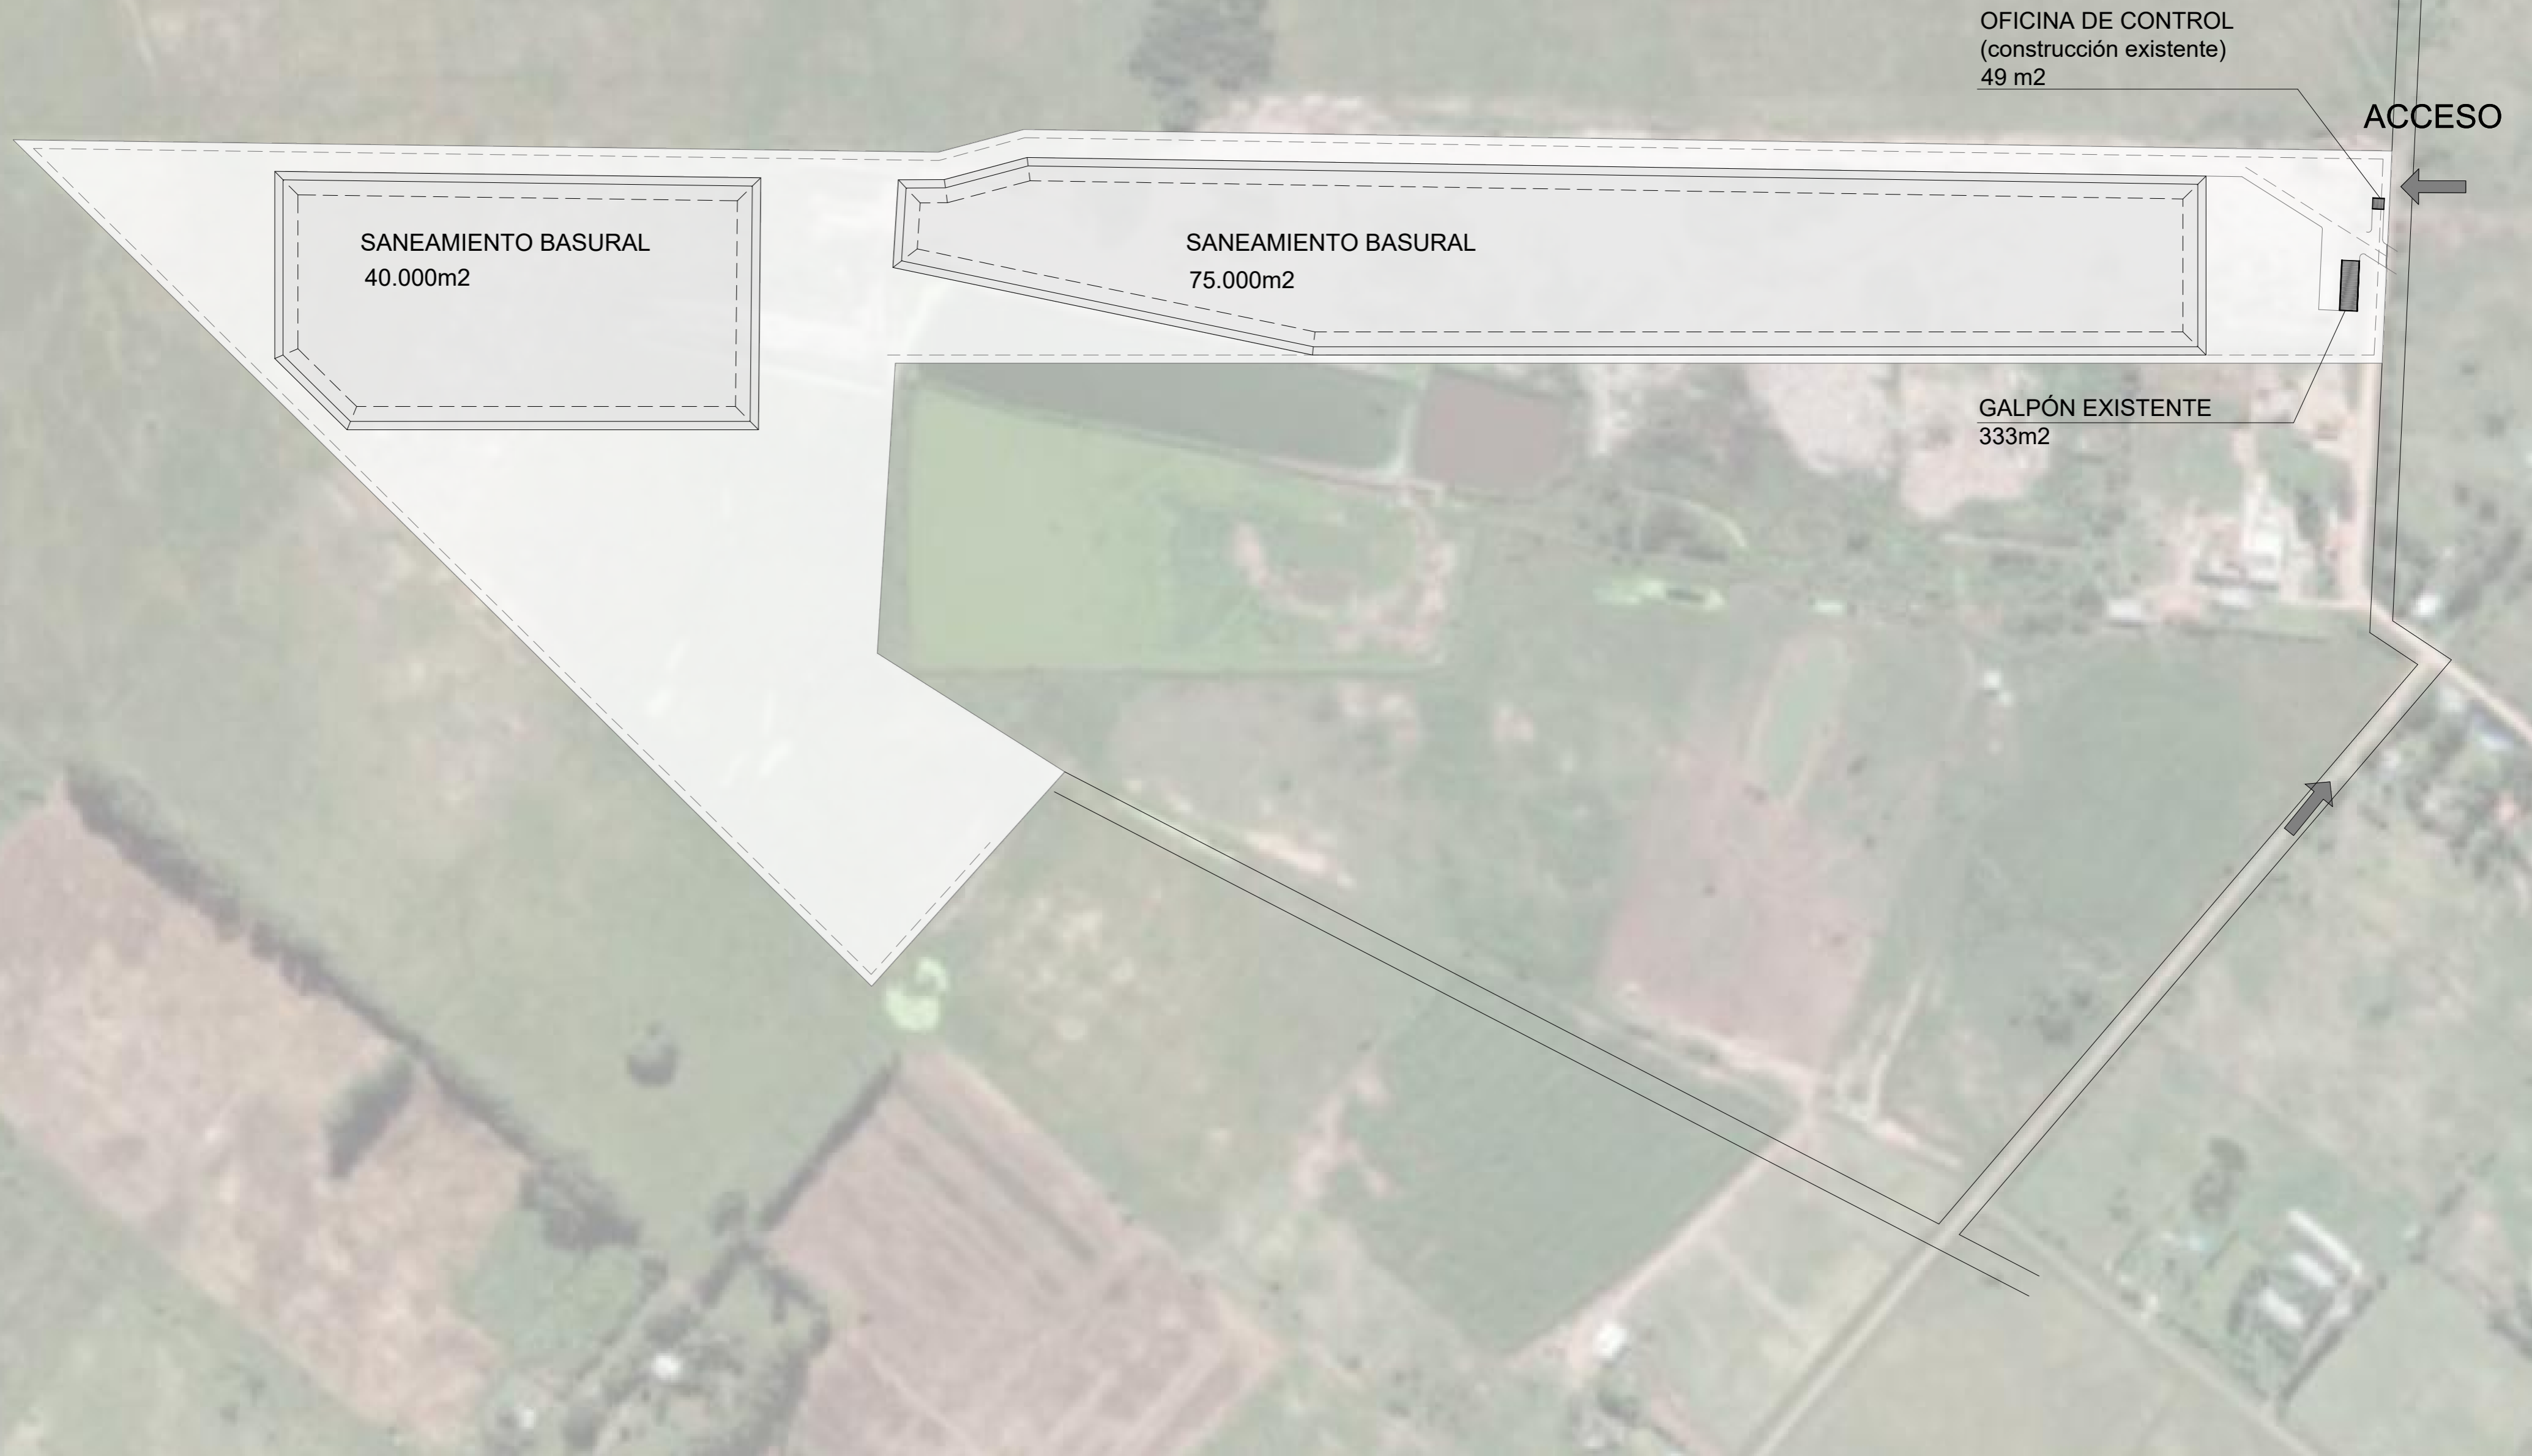 OFICINA DE CONTROL
(construcción existente)
49 m2
ACCESO
SANEAMIENTO BASURAL
40.000m2
SANEAMIENTO BASURAL
75.000m2
GALPÓN EXISTENTE
333m2